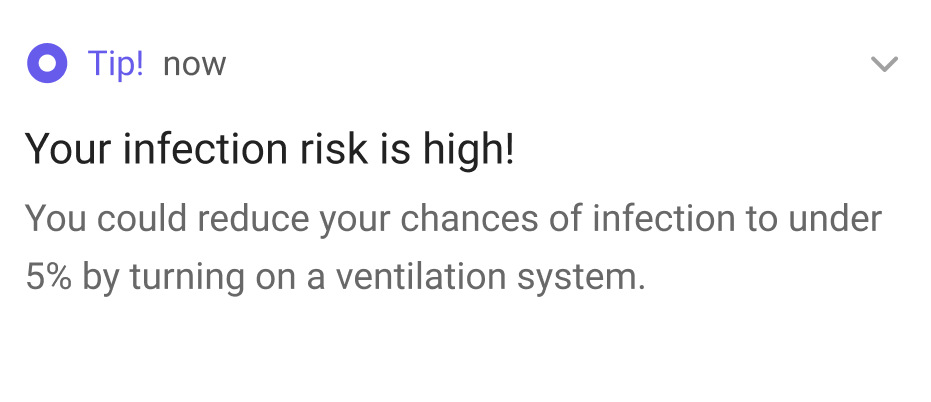 Tip! now
Your infection risk is high!
You could reduce your chances of infection to under
5% by turning on a ventilation system.